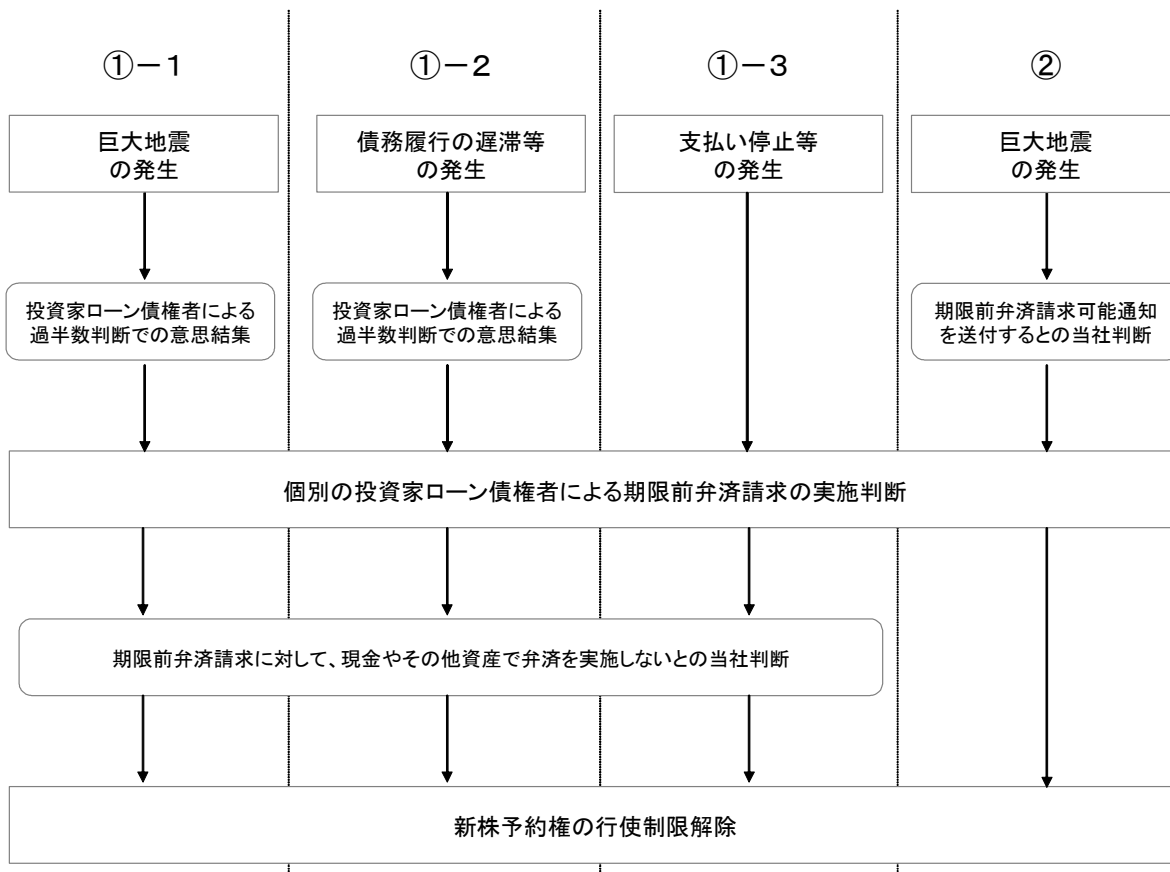 ①－１
①－２
①－３
②
巨大地震
の発生
債務履行の遅滞等
の発生
支払い停止等
の発生
巨大地震
の発生
投資家ローン債権者による
過半数判断での意思結集
投資家ローン債権者による
過半数判断での意思結集
期限前弁済請求可能通知
を送付するとの当社判断
個別の投資家ローン債権者による期限前弁済請求の実施判断
期限前弁済請求に対して、現金やその他資産で弁済を実施しないとの当社判断
新株予約権の行使制限解除